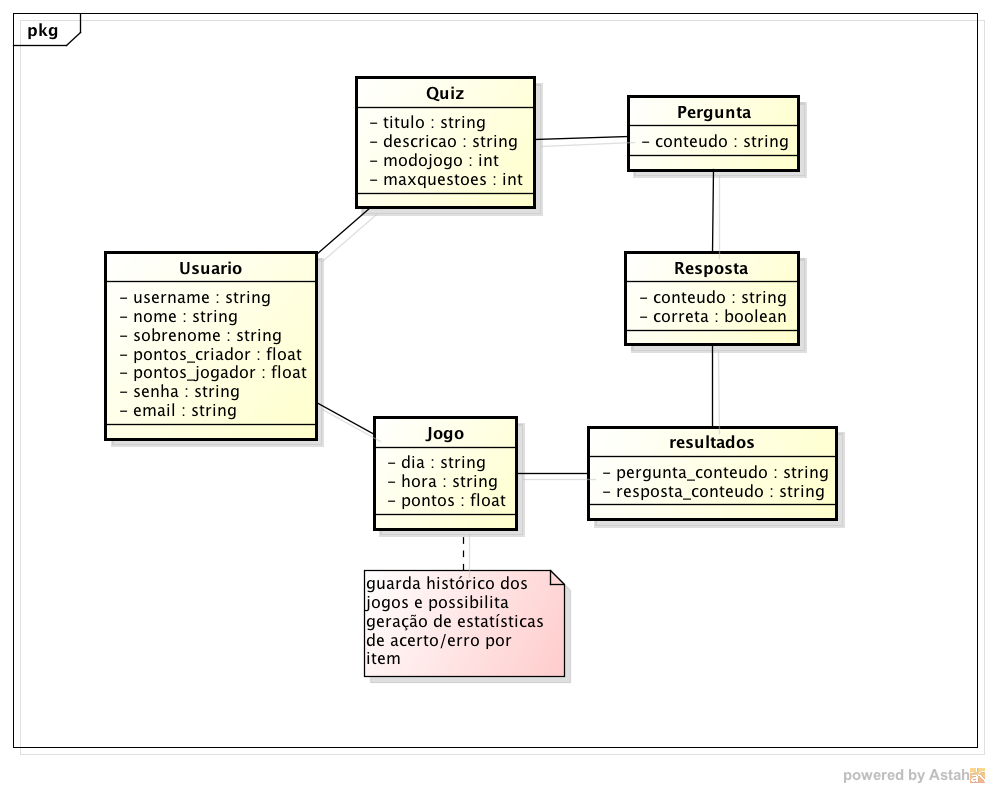 pkg
Quiz
- titulo : string
- descricao : string
- modojogo : int
- maxquestoes : int
Pergunta
- conteudo : string
Usuario
- username : string
- nome : string
- sobrenome : string
- pontos_criador : float
- pontos_jogador : float
- senha : string
- email : string
Resposta
- conteudo : string
- correta : boolean
Jogo
- dia : string
- hora : string
- pontos : float
resultados
- pergunta_conteudo : string
- resposta_conteudo : string
guarda histórico dos
jogos e possibilita
geração de estatísticas
de acerto/erro por
item
powered by Astah